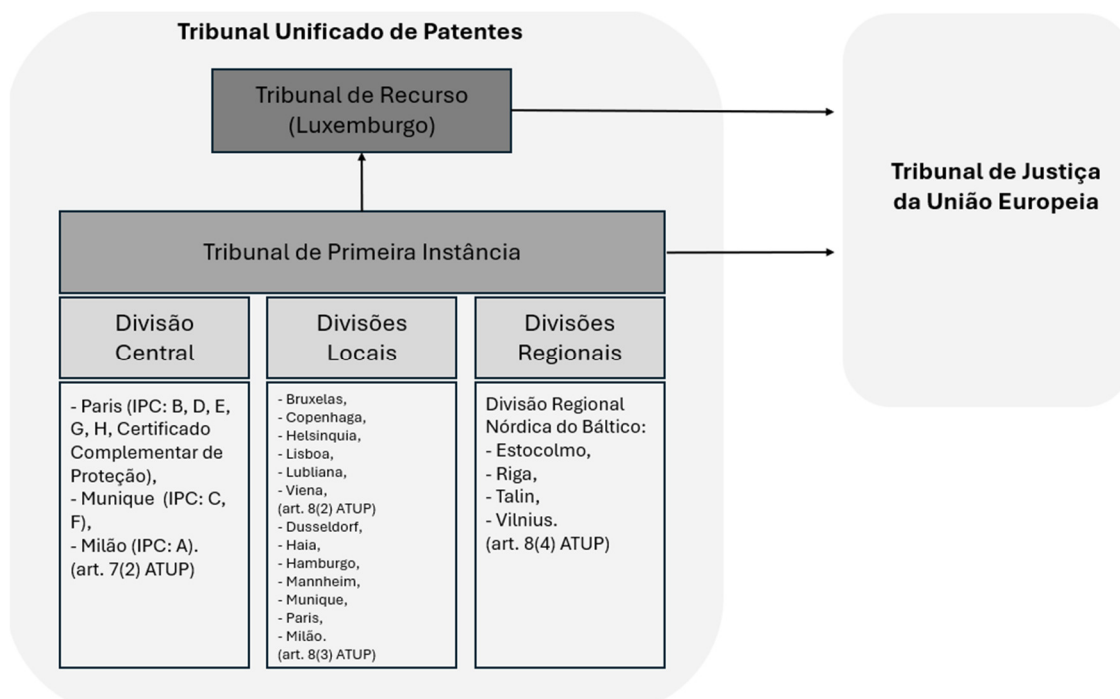 Tribunal Unificado de Patentes
Tribunal de Recurso
(Luxemburgo)
Tribunal de Justiça
da União Europeia
Tribunal de Primeira Instância
Divisão
Central
Divisões
Locais
Divisões
Regionais
- Paris (IPC: B, D, E,
G, H, Certificado
Complementar de
Proteção),
- Munique (IPC: C,
F),
- Milão (IPC: A).
(art. 7(2) ATUP)
- Bruxelas,
- Copenhaga,
- Helsinquia,
- Lisboa,
- Lubliana,
- Viena,
(art. 8(2) ATUP)
- Dusseldorf,
- Haia,
- Hamburgo,
- Mannheim,
- Munique,
- Paris,
- Milão.
(art. 8(3) ATUP)
Divisão Regional
Nórdica do Báltico:
- Estocolmo,
- Riga,
- Talin,
- Vilnius.
(art. 8(4) ATUP)